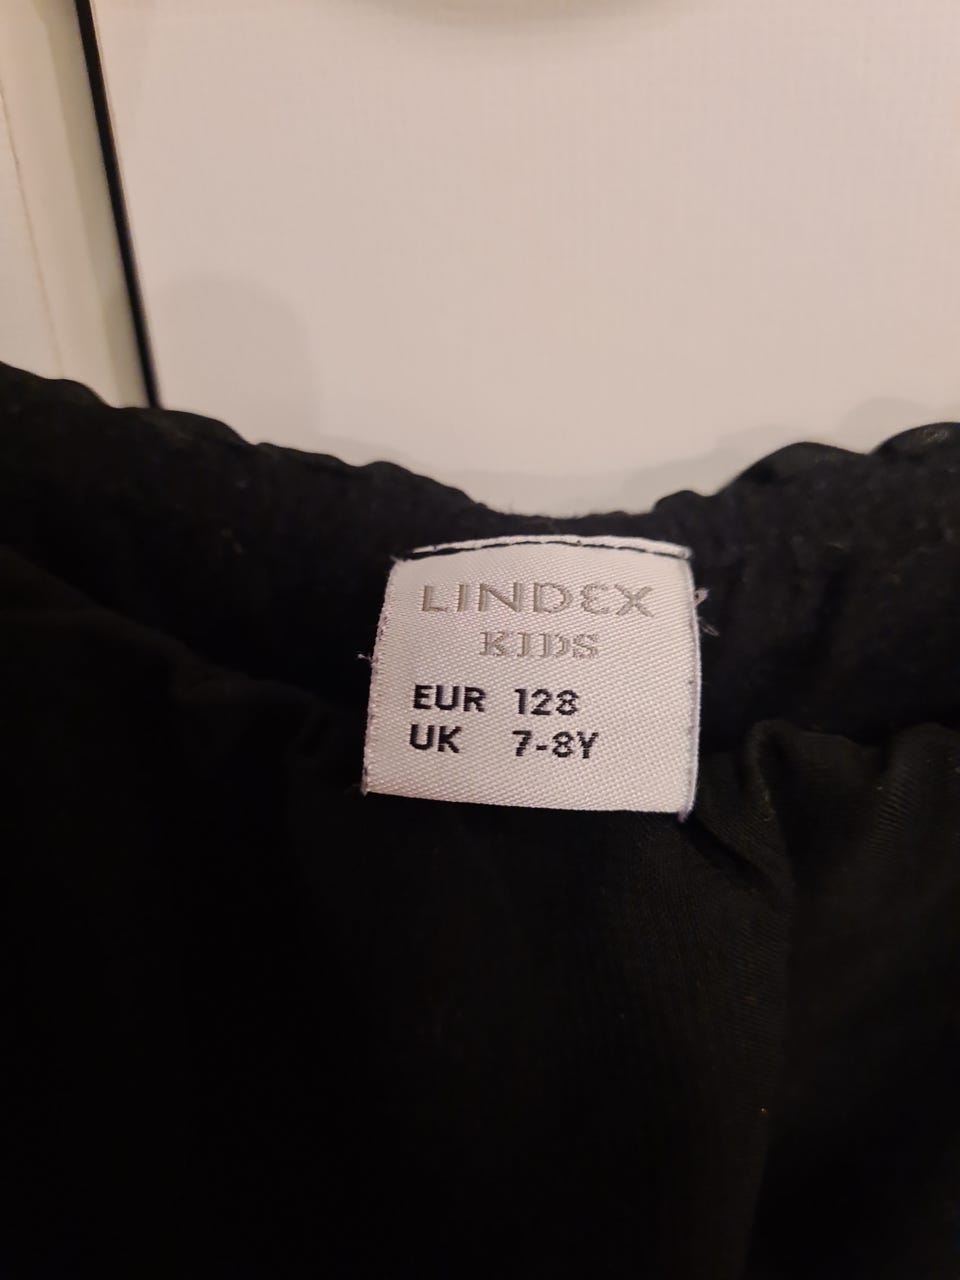 LINDEX
KIDS
EUR 128
UK 7-8Y